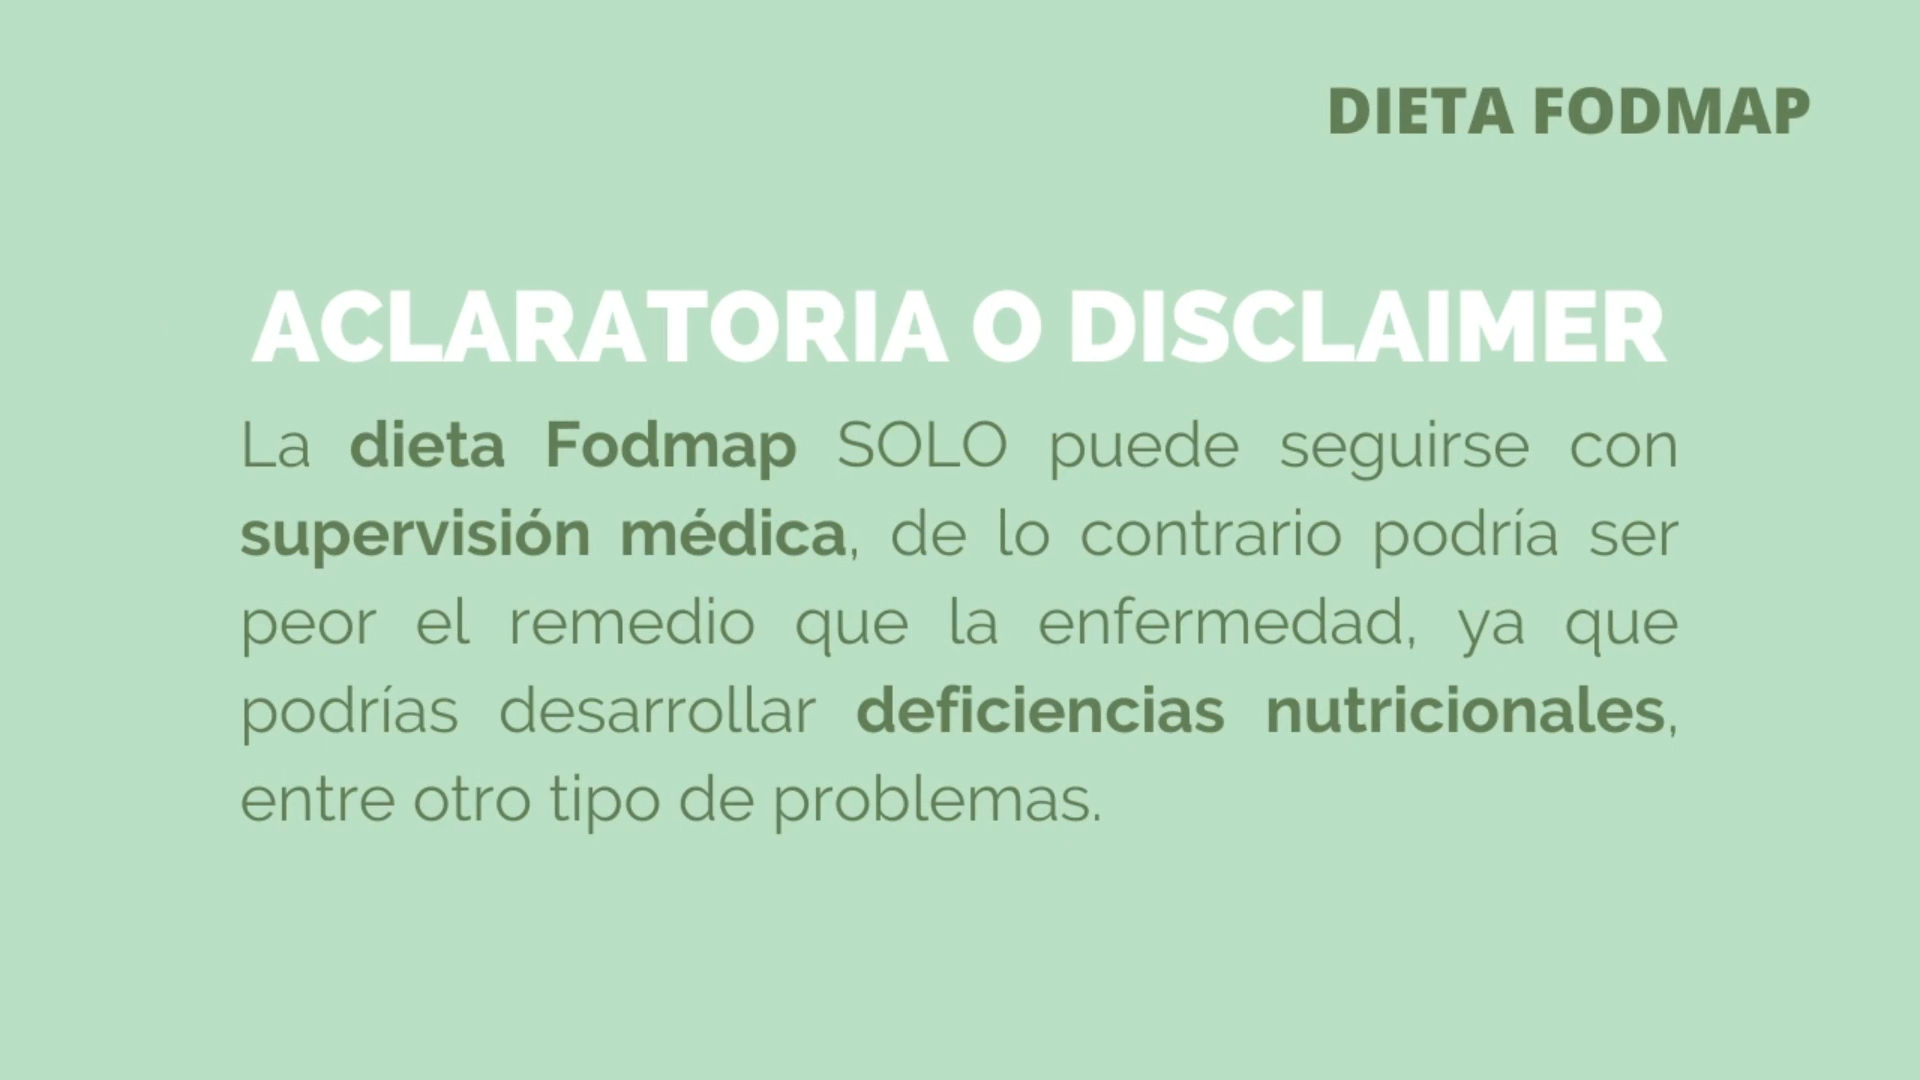 DIETA FODMAP
ACLARATORIA O DISCLAIMER
La dieta Fodmap SOLO puede seguirse con
supervisión médica, de lo contrario podría ser
peor el remedio que la enfermedad, ya que
podrías desarrollar deficiencias nutricionales,
entre otro tipo de problemas.